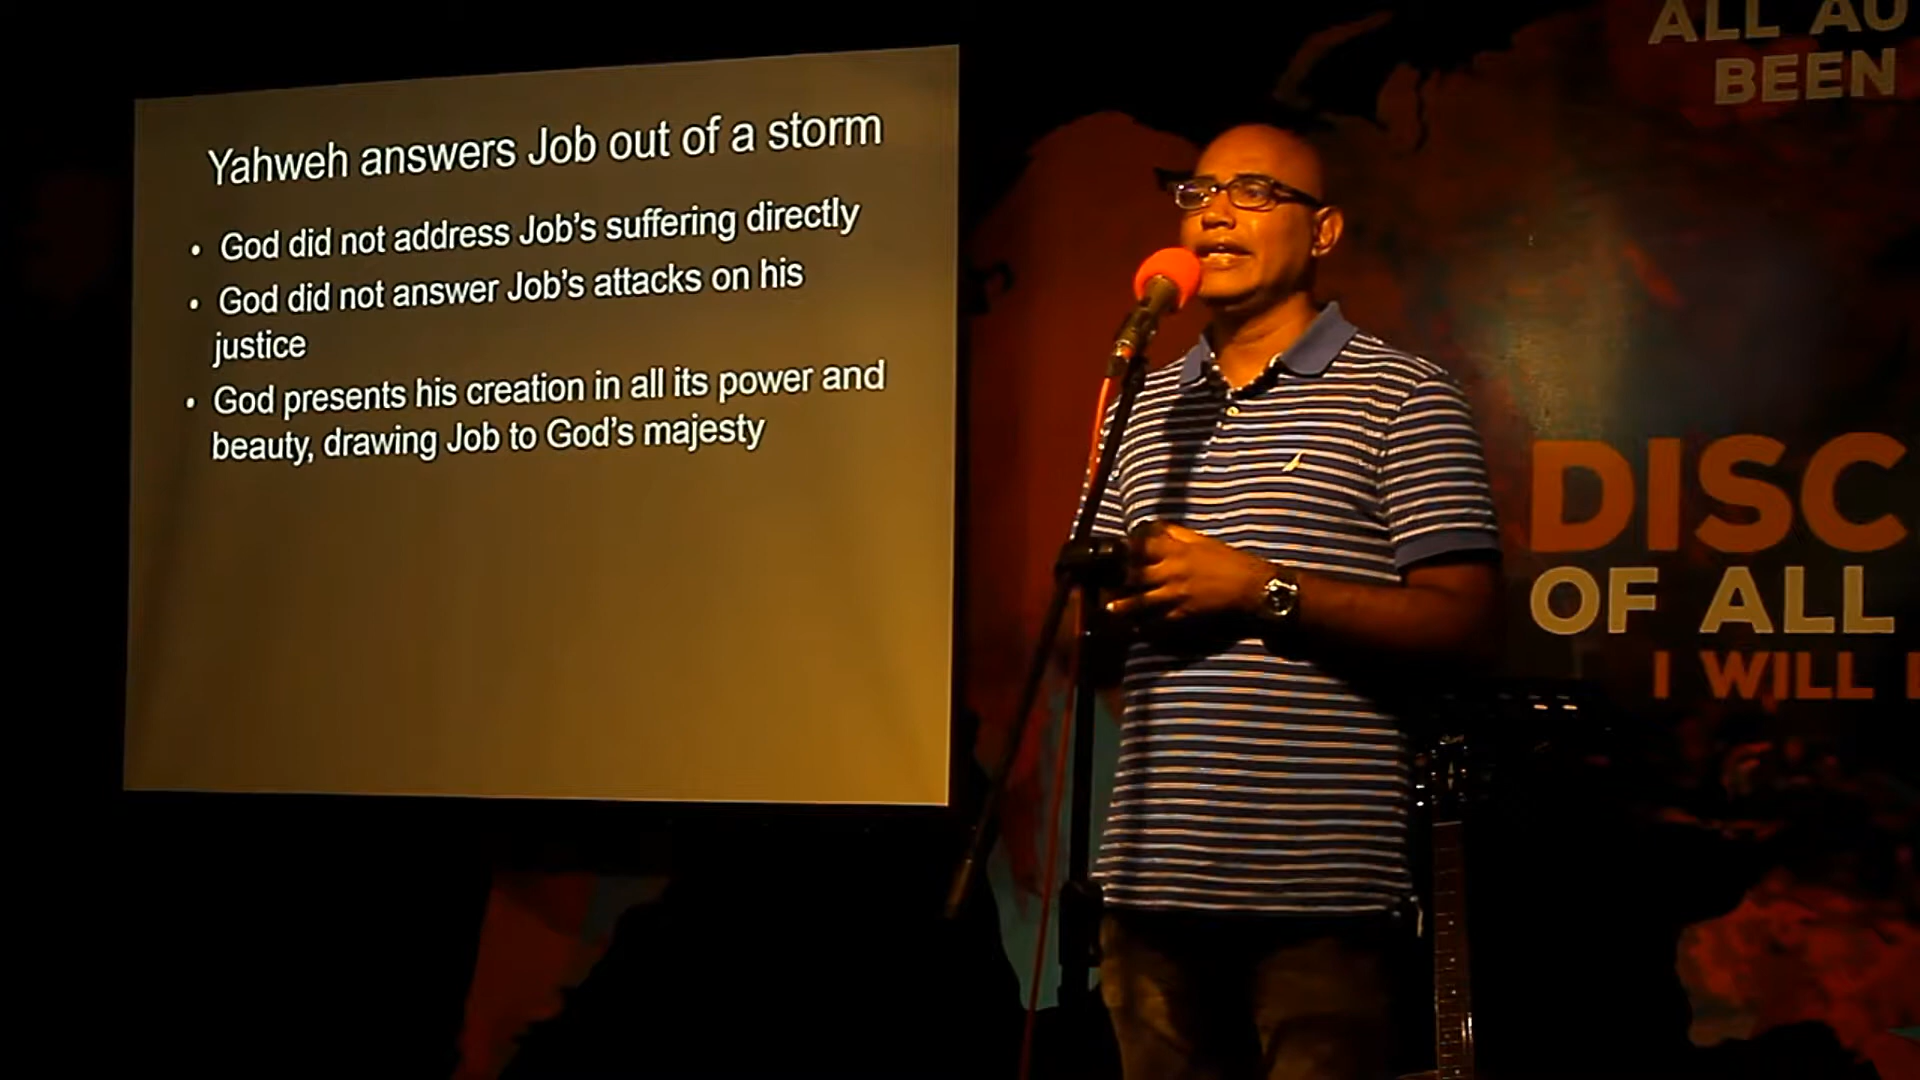 Yahweh answers Job out of a storm
• God did not address Job's suffering directly
• God did not answer Job's attacks on his
justice
• God presents his creation in all its power and
beauty, drawing Job to God's majesty
ALL AU
BEEN
DISC
OF ALL
I WILL